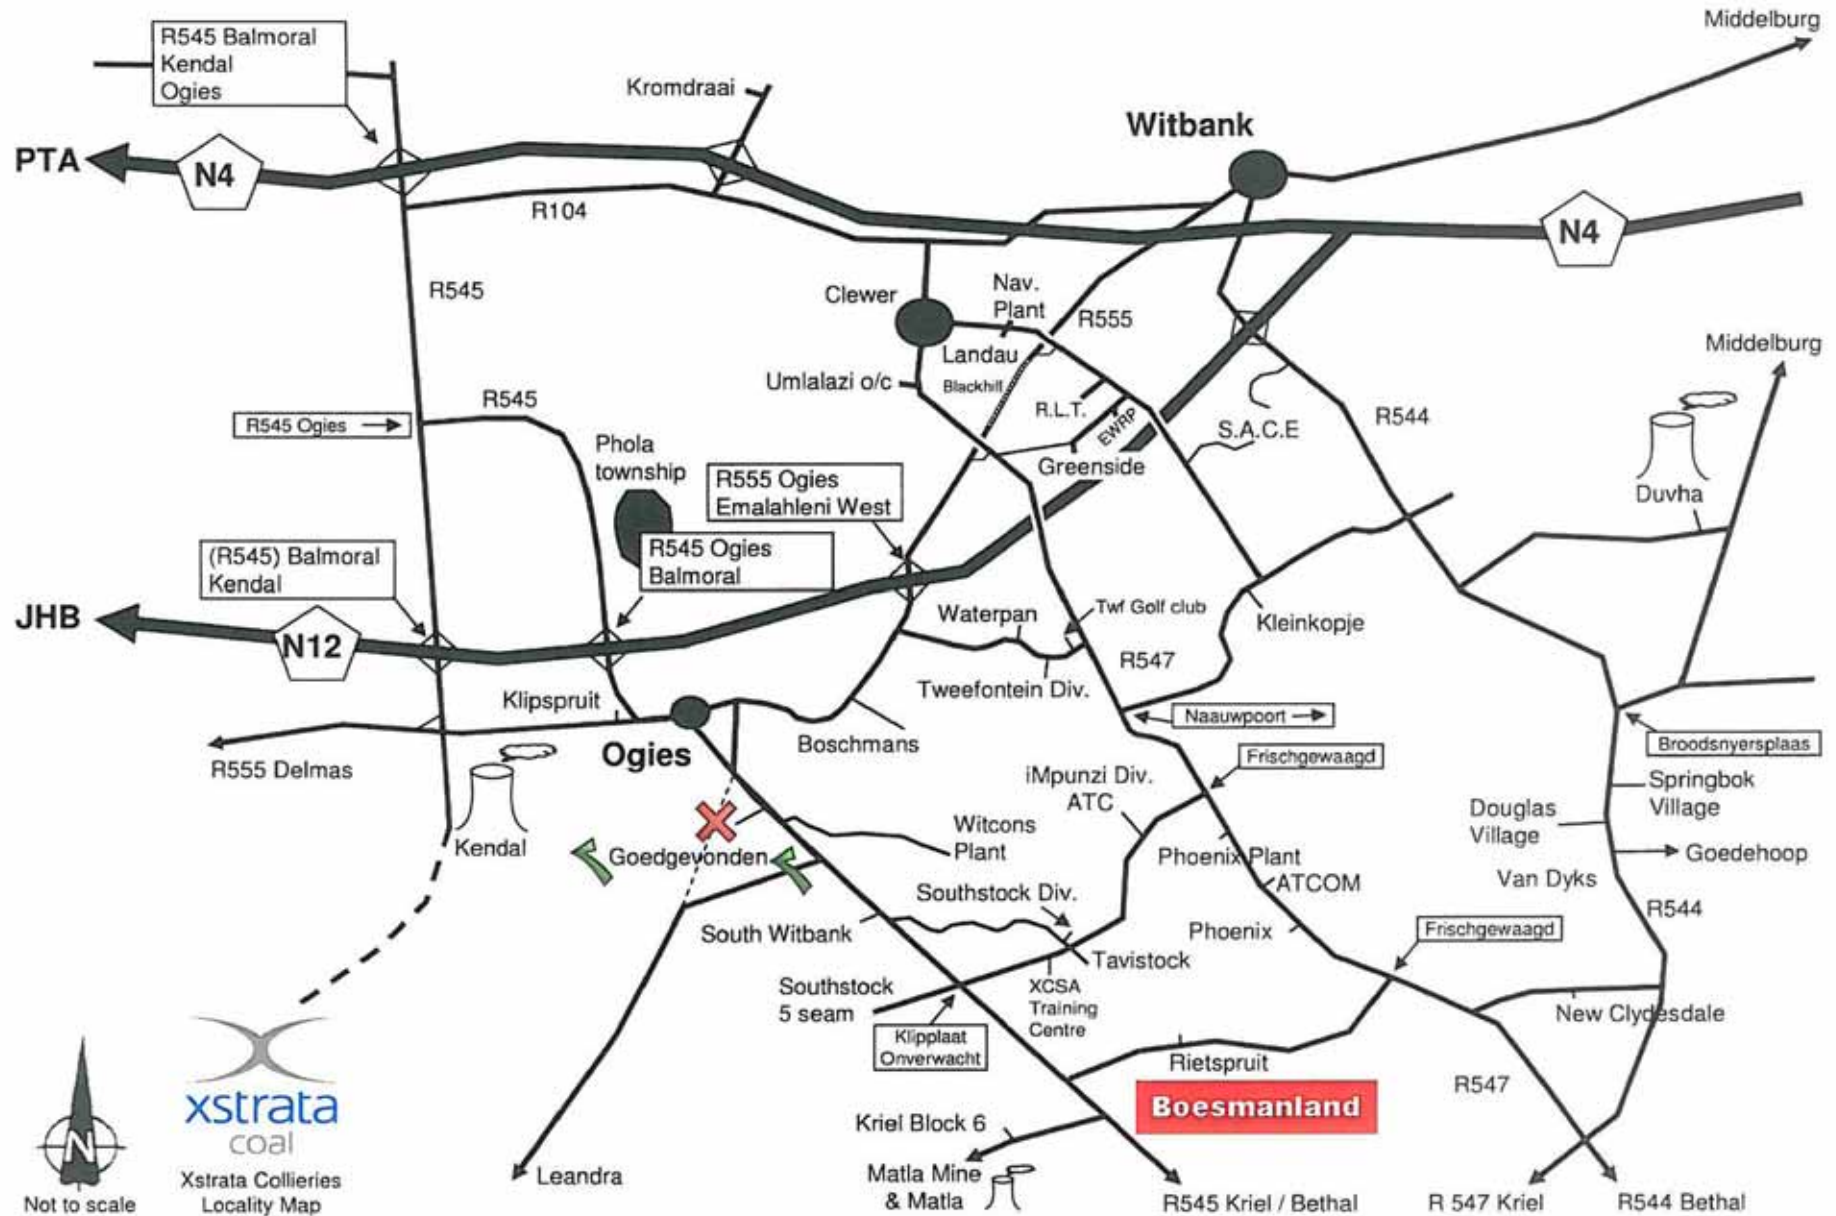 Middelburg
R545 Balmoral
Kendal
Ogies
Kromdraai
Witbank
PTA
N4
R104
N4
R545
Clewer
Nav.
Plant
R555
Landau
Middelburg
Umlalazi o/c
Blackhill
R545
R.L.T.
EWRP
S.A.C.E
R544
R545 Ogies
Phola
township
R555 Ogies
Emalahleni West
Greenside
Duvha
(R545) Balmoral
Kendal
R545 Ogies
Balmoral
JHB
N12
Waterpan
Twf Golf club
Kleinkopje
R547
Tweefontein Div.
Klipspruit
Naauwpoort
Boschmans
Broodsnyersplaas
Ogies
R555 Delmas
Frischgewaagd
iMpunzi Div.
ATC
Springbok
Village
Douglas
Village
Witcons
Plant
Kendal
Goedgevonden
Phoenix Plant
Goedehoop
ATCOM
Van Dyks
Southstock Div.
R544
South Witbank
Phoenix
Frischgewaagd
Tavistock
Southstock
5 seam
XCSA
Training
Centre
New Clydesdale
Klipplaat
Onverwacht
Rietspruit
R547
Boesmanland
xstrata
coal
Kriel Block 6
N
Not to scale
Xstrata Collieries
Locality Map
Leandra
Matla Mine
& Matla
R545 Kriel / Bethal
R 547 Kriel
R544 Bethal